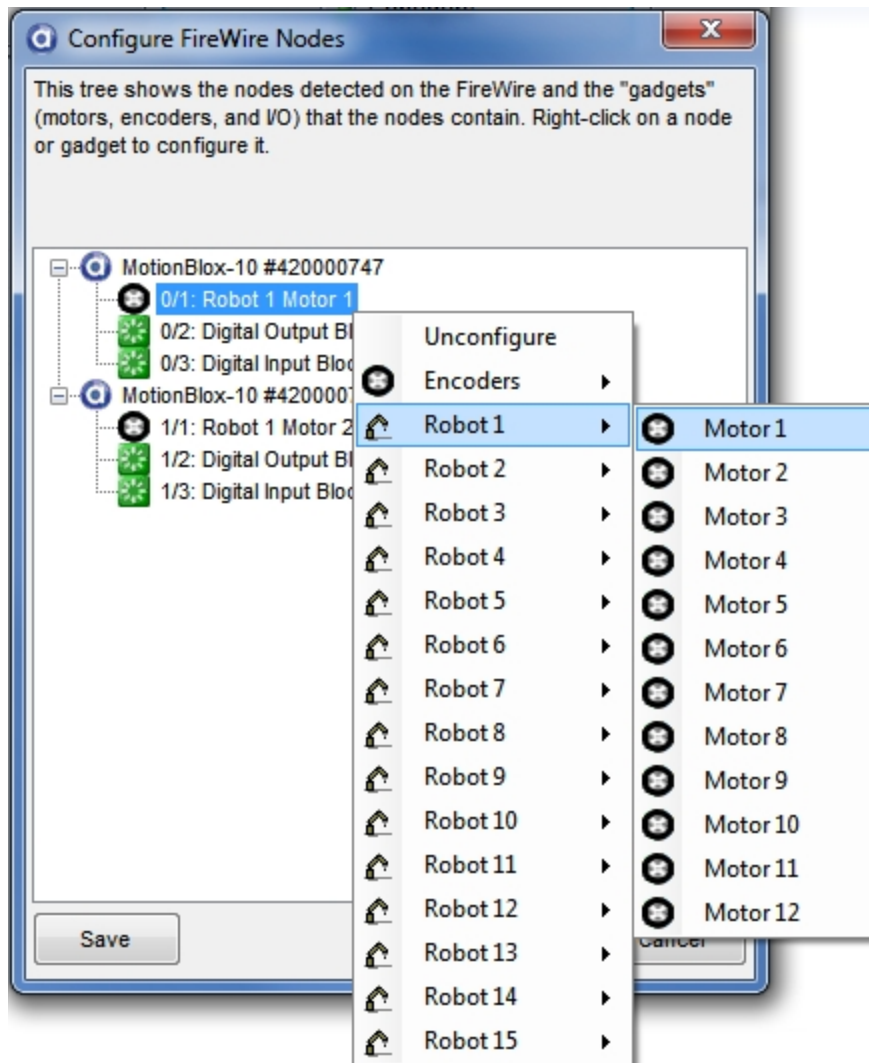 Configure FireWire Nodes
This tree shows the nodes detected on the FireWire and the "gadgets"
(motors, encoders, and I/O) that the nodes contain. Right-click on a node
or gadget to configure it.
MotionBlox-10 #420000747
0/1: Robot 1 Motor 1
0/2: Digital Output Bl
0/3: Digital Input Bloc
MotionBlox-10 #4200007
1/1: Robot 1 Motor 2
1/2: Digital Output Bl
1/3: Digital Input Bloc
Unconfigure
Encoders
Robot 1
Robot 2
Robot 3
Robot 4
Robot 5
Robot 6
Robot 7
Robot 8
Robot 9
Robot 10
Robot 11
Robot 12
Robot 13
Robot 14
Robot 15
Motor 1
Motor 2
Motor 3
Motor 4
Motor 5
Motor 6
Motor 7
Motor 8
Motor 9
Motor 10
Motor 11
Motor 12
Save
Cancel